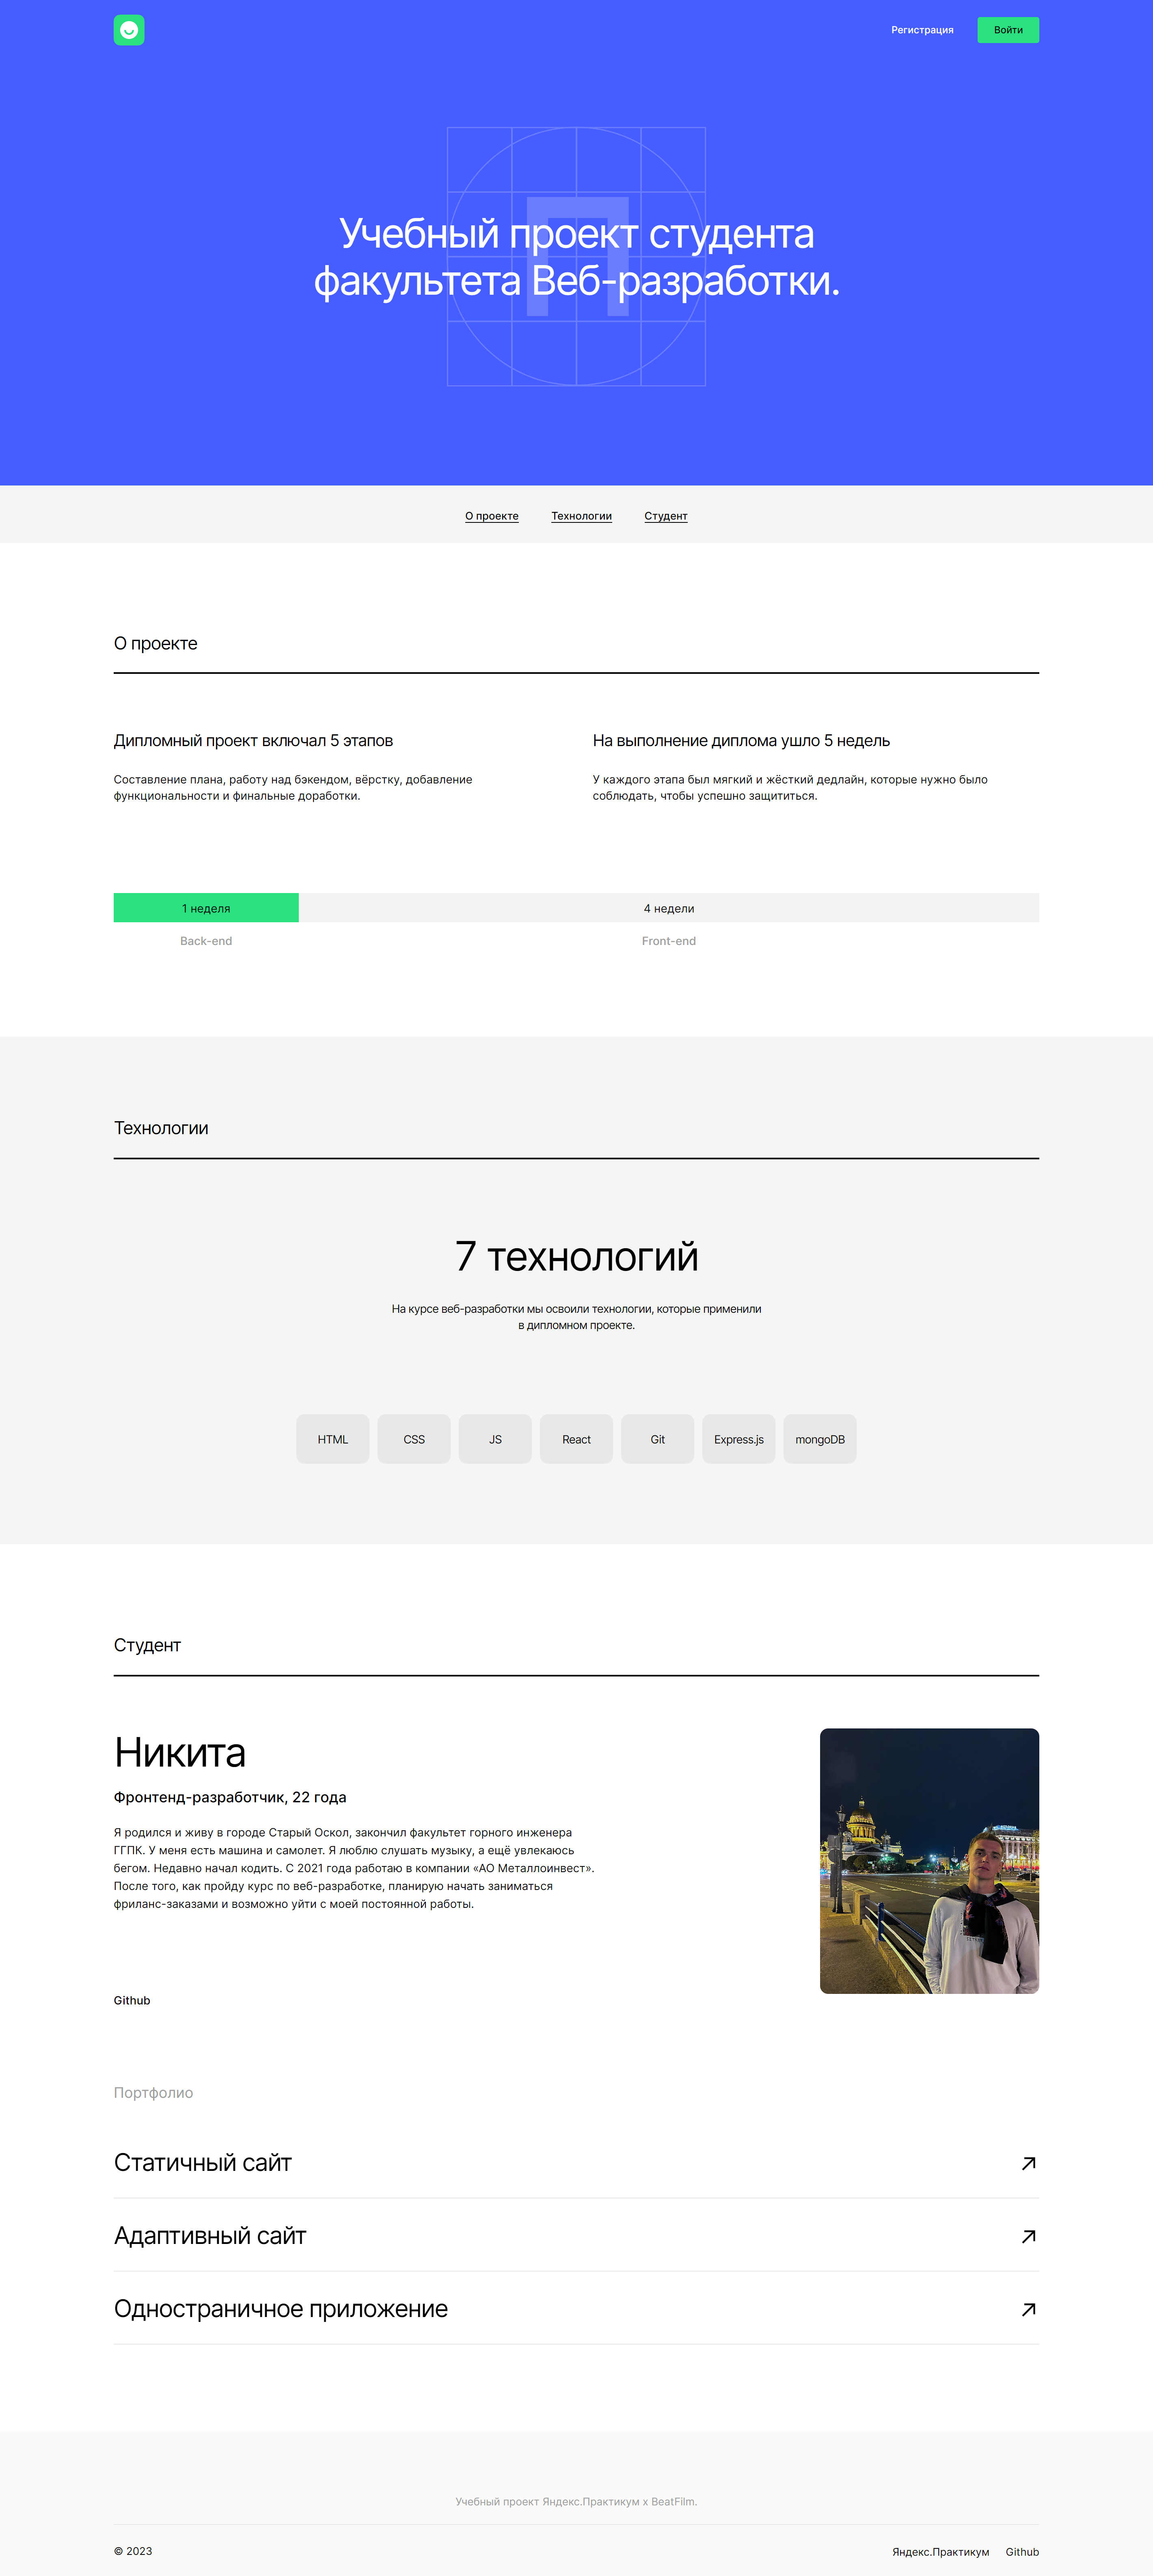 Регистрация
Войти
Учебный проект студента
факультета Веб-разработки.
О проекте
Технологии
Студент
О проекте
Дипломный проект включал 5 этапов
Составление плана, работу над бэкендом, вёрстку, добавление
функциональности и финальные доработки.
На выполнение диплома ушло 5 недель
У каждого этапа был мягкий и жёсткий дедлайн, которые нужно было
соблюдать, чтобы успешно защититься.
1 неделя
4 недели
Back-end
Front-end
Технологии
7 технологий
На курсе веб-разработки мы освоили технологии, которые применили
в дипломном проекте.
HTML
CSS
JS
React
Git
Express.js
mongoDB
Студент
Никита
Фронтенд-разработчик, 22 года
Я родился и живу в городе Старый Оскол, закончил факультет горного инженера
ГГПК. У меня есть машина и самолет. Я люблю слушать музыку, а ещё увлекаюсь
бегом. Недавно начал кодить. С 2021 года работаю в компании «АО Металлоинвест».
После того, как пройду курс по веб-разработке, планирую начать заниматься
фриланс-заказами и возможно уйти с моей постоянной работы.
Github
Портфолио
Статичный сайт
Адаптивный сайт
Одностраничное приложение
Учебный проект Яндекс.Практикум х BeatFilm.
© 2023
Яндекс.Практикум
Github